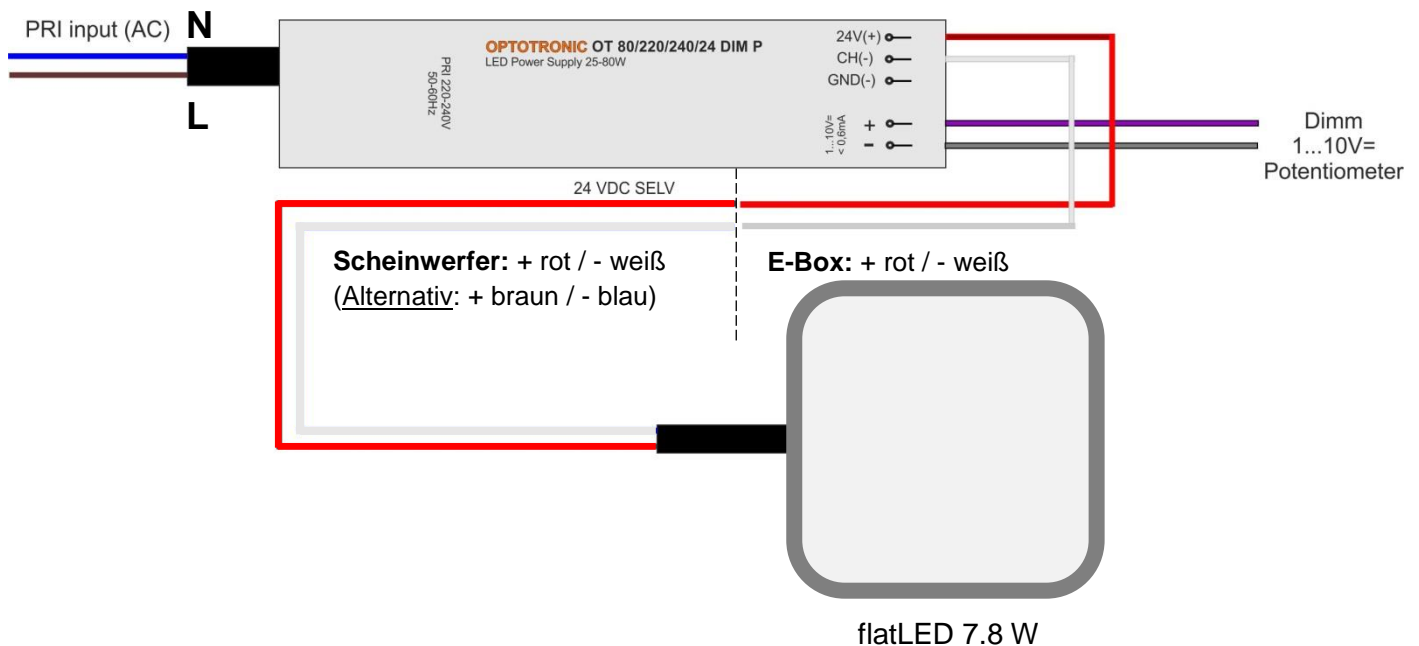 PRI input (AC)
N
L
PRI 220-240V
50-60Hz
OPTOTRONIC OT 80/220/240/24 DIM P
LED Power Supply 25-80W
24V(+)
CH(-)
GND(-)
1...10V=
< 0,6mA
+
-
Dimm
1...10V=
Potentiometer
24 VDC SELV
Scheinwerfer: + rot / - weiß
(Alternativ: + braun / - blau)
E-Box: + rot / - weiß
flatLED 7.8 W